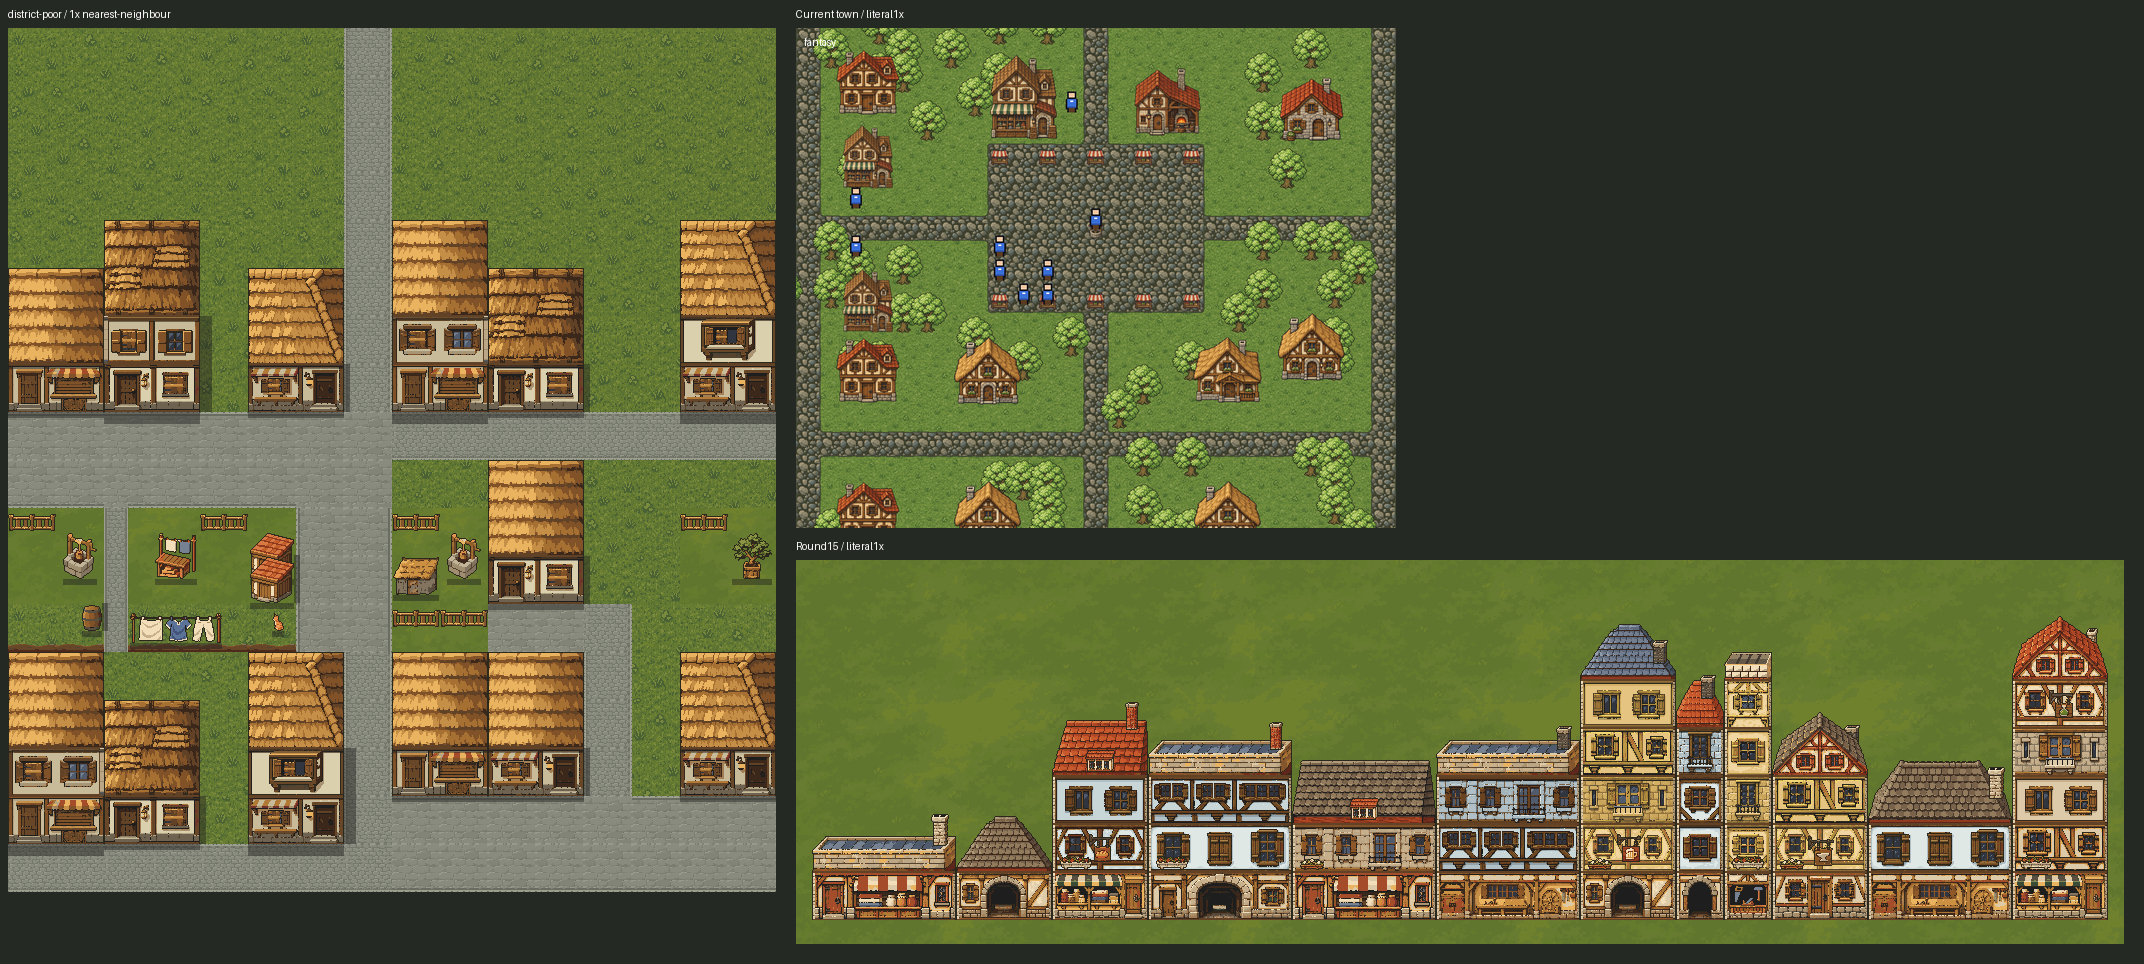 district-poor / 1x nearest-neighbour
Current town / literal1x
fantasy
Round15 / literal1x